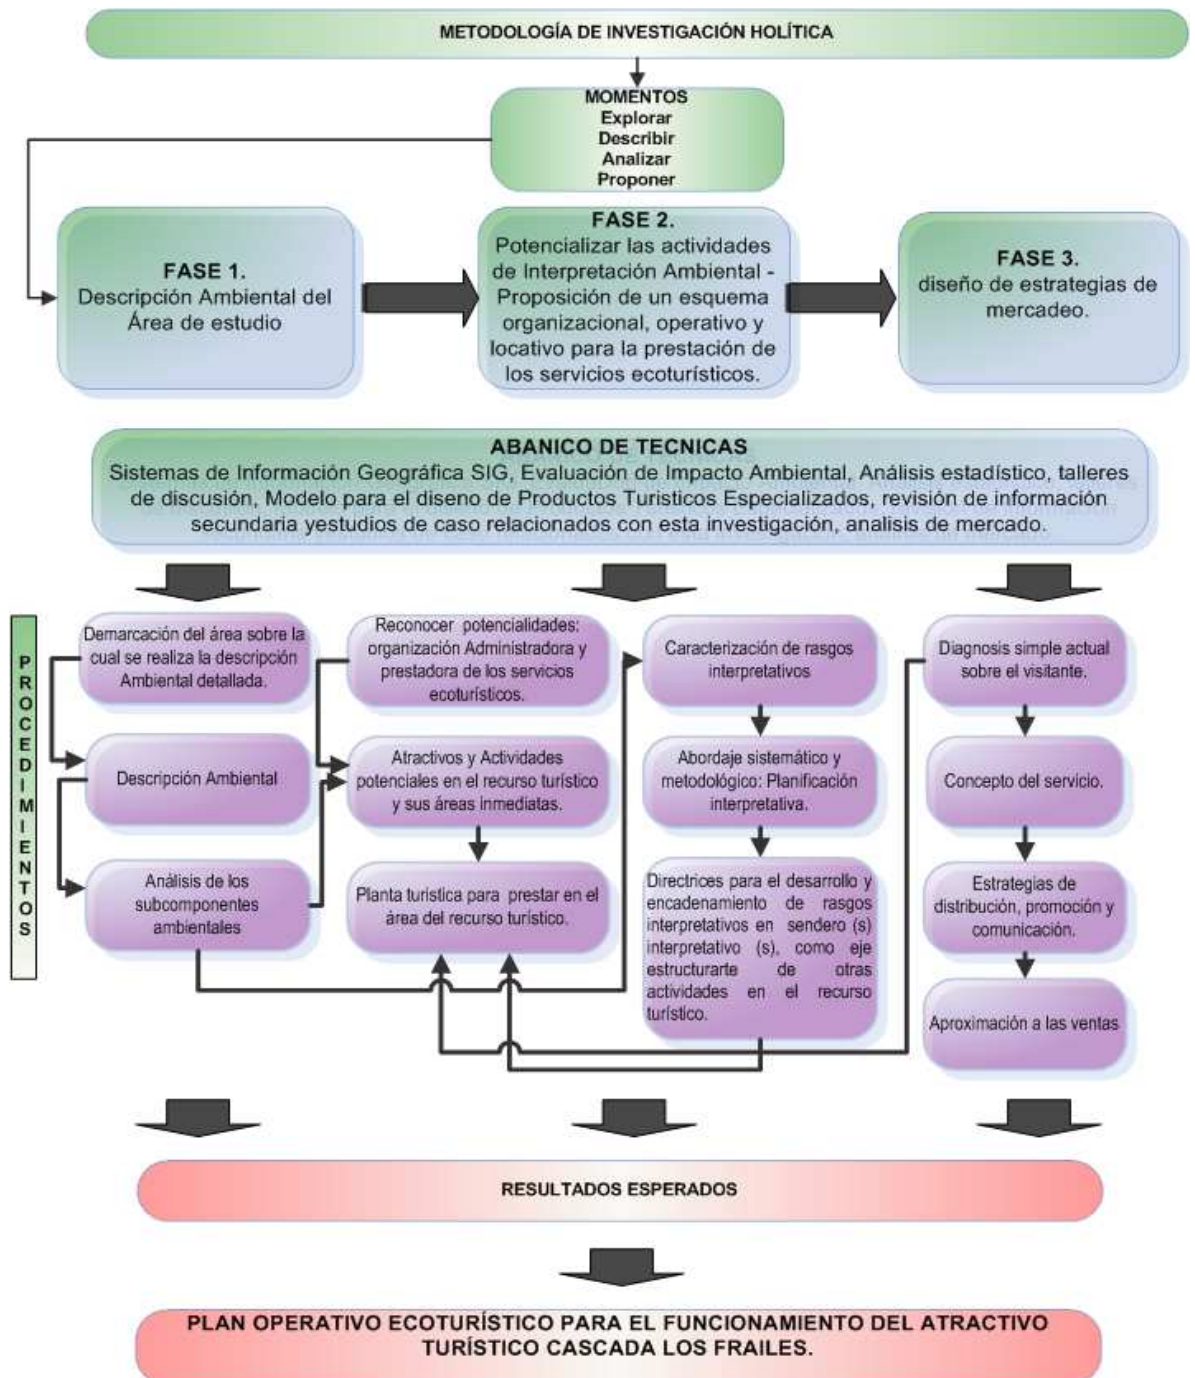 METODOLOGÍA DE INVESTIGACIÓN HOLÍTICA
MOMENTOS
Explorar
Describir
Analizar
Proponer
FASE 1.
Descripción Ambiental del
Área de estudio
FASE 2.
Potencializar las actividades
de Interpretación Ambiental -
Proposición de un esquema
organizacional, operativo y
locativo para la prestación de
los servicios ecoturísticos.
FASE 3.
diseño de estrategias de
mercadeo.
ABANICO DE TECNICAS
Sistemas de Información Geográfica SIG, Evaluación de Impacto Ambiental, Análisis estadístico, talleres
de discusión, Modelo para el diseno de Productos Turisticos Especializados, revisión de información
secundaria yestudios de caso relacionados con esta investigación, analisis de mercado.
PROCEDIMIENTOS
Demarcación del área sobre la
cual se realiza la descripción
Ambiental detallada.
Descripción Ambiental
Análisis de los
subcomponentes
ambientales
Reconocer potencialidades:
organización Administradora y
prestadora de los servicios
ecoturísticos.
Atractivos y Actividades
potenciales en el recurso turístico
y sus áreas inmediatas.
Planta turistica para prestar en el
área del recurso turístico.
Caracterización de rasgos
interpretativos
Abordaje sistemático y
metodológico: Planificación
interpretativa.
Directrices para el desarrollo y
encadenamiento de rasgos
interpretativos en sendero (s)
interpretativo (s), como eje
estructurarte de otras
actividades en el recurso
turístico.
Diagnosis simple actual
sobre el visitante.
Concepto del servicio.
Estrategias de
distribución, promoción y
comunicación.
Aproximación a las ventas
RESULTADOS ESPERADOS
PLAN OPERATIVO ECOTURÍSTICO PARA EL FUNCIONAMIENTO DEL ATRACTIVO
TURÍSTICO CASCADA LOS FRAILES.